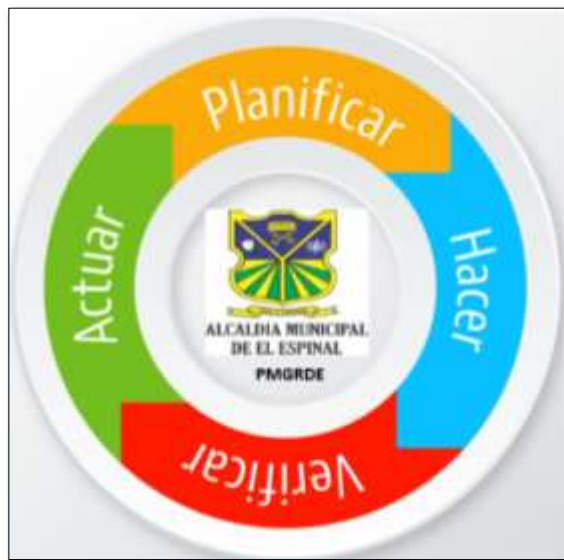 Planificar
Hacer
Verificar
Actuar
ALCALDIA MUNICIPAL
DE EL ESPINAL
PMGRDE